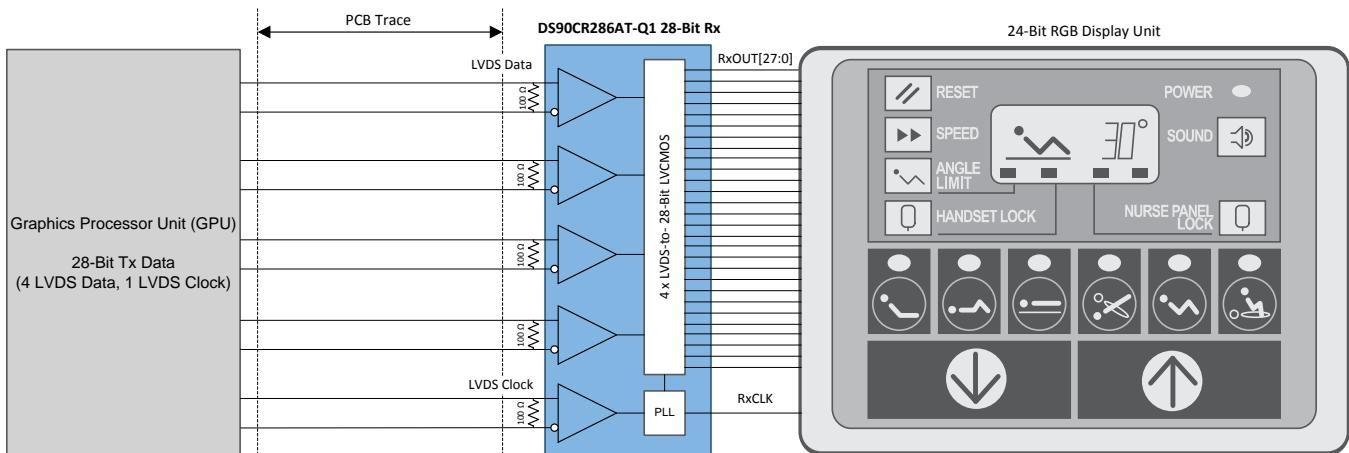 PCB Trace
DS90CR286AT-Q1 28-Bit Rx
24-Bit RGB Display Unit
LVDS Data
RxOUT[27:0]
100 Ω
100 Ω
100 Ω
100 Ω
100 Ω
Graphics Processor Unit (GPU)
28-Bit Tx Data
(4 LVDS Data, 1 LVDS Clock)
4 x LVDS-to- 28-Bit LVCMOS
LVDS Clock
PLL
RxCLK
RESET
POWER
SPEED
30°
SOUND
ANGLE
LIMIT
HANDSET LOCK
NURSE PANEL
LOCK